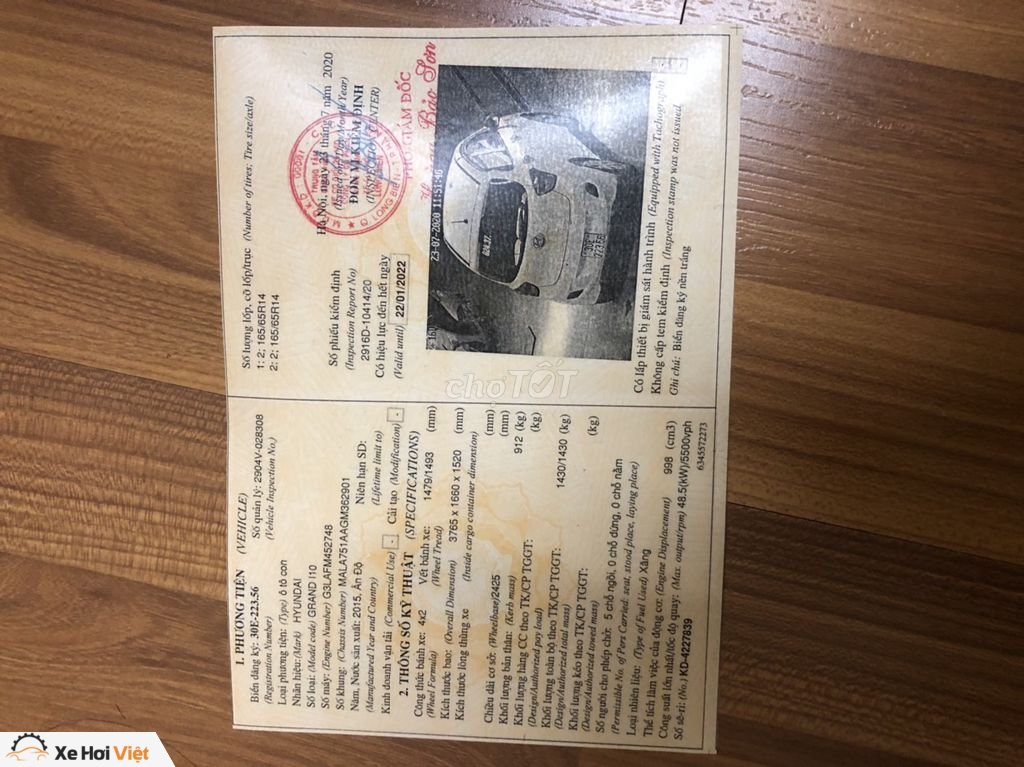 1. PHƯƠNG TIỆN (VEHICLE)
Biển đăng ký: 30E-223.56 Số quản lý: 2904V-028308
(Registration Number) (Vehicle Inspection No.)
Loại phương tiện: (Type) ô tô con
Nhãn hiệu: (Mark) HYUNDAI
Số loại: (Model code) GRAND I10
Số máy: (Engine Number) G3LAFM452748
Số khung: (Chassis Number) MALA751AAGM362901
Năm, Nước sản xuất: 2015, Ấn Độ Niên hạn SD:
(Manufactured Year and Country) (Lifetime limit to)
Kinh doanh vận tải (Commercial Use) - Cải tạo (Modification) -
2. THÔNG SỐ KỸ THUẬT (SPECIFICATIONS)
Công thức bánh xe: 4x2 Vết bánh xe: 1479/1493 (mm)
(Wheel Formula) (Wheel Tread)
Kích thước bao: (Overall Dimension) 3765 x 1660 x 1520 (mm)
Kích thước lòng thùng xe (Inside cargo container dimension)
(mm)
Chiều dài cơ sở: (Wheelbase) 2425 (mm)
Khối lượng bản thân: (Kerb mass) 912 (kg)
Khối lượng hàng CC theo TK/CP TGGT: (kg)
(Design/Authorized pay load)
Khối lượng toàn bộ theo TK/CP TGGT: 1430/1430 (kg)
(Design/Authorized total mass)
Khối lượng kéo theo TK/CP TGGT: (kg)
(Design/Authorized towed mass)
Số người cho phép chở: 5 chỗ ngồi, 0 chỗ đứng, 0 chỗ nằm
(Permissible No. of Pers Carried: seat, stood place, laying place)
Loại nhiên liệu: (Type of Fuel Used) Xăng
Thể tích làm việc của động cơ: (Engine Displacement) 998 (cm3)
Công suất lớn nhất/tốc độ quay: (Max. output/rpm) 48.5(kW)/5500vph
Số sê-ri: (No.) KD-4227839 6345572273
Số lượng lốp, cỡ lốp/trục (Number of tires; Tire size/axle)
1: 2; 165/65R14
2: 2; 165/65R14
Số phiếu kiểm định
(Inspection Report No)
2916D-10414/20
Có hiệu lực đến hết ngày
(Valid until) 22/01/2022
Hà Nội, ngày 23 tháng 7 năm 2020
(Issued on: Day/Month/Year)
ĐƠN VỊ KIỂM ĐỊNH
(INSPECTION CENTER)
PHÓ GIÁM ĐỐC
Bảo Sơn
23-07-2020 11:51:46
30E
223.56
Có lắp thiết bị giám sát hành trình (Equipped with Tachograph) -
Không cấp tem kiểm định (Inspection stamp was not issued) -
Ghi chú: Biển đăng ký nền trắng
chợTỐT
Xe Hơi Việt